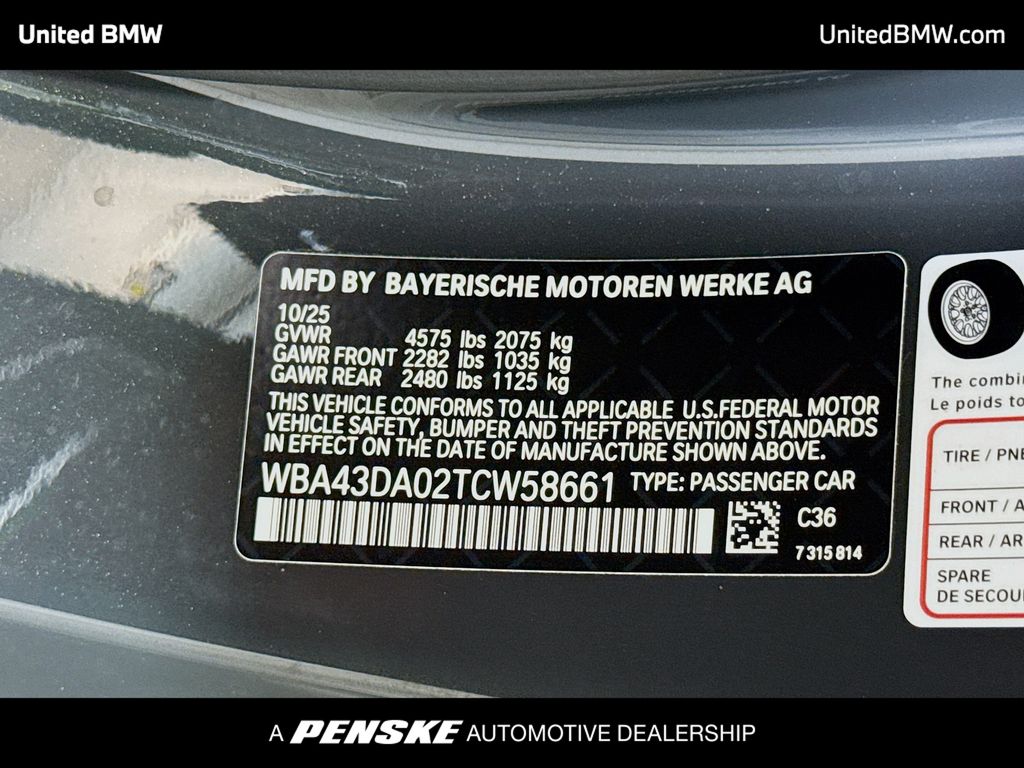 United BMW
UnitedBMW.com
MFD BY BAYERISCHE MOTOREN WERKE AG
10/25
GVWR 4575 lbs 2075 kg
GAWR FRONT 2282 lbs 1035 kg
GAWR REAR 2480 lbs 1125 kg
THIS VEHICLE CONFORMS TO ALL APPLICABLE U.S.FEDERAL MOTOR
VEHICLE SAFETY, BUMPER AND THEFT PREVENTION STANDARDS
IN EFFECT ON THE DATE OF MANUFACTURE SHOWN ABOVE.
WBA43DA02TCW58661 TYPE: PASSENGER CAR
C36
7 315 814
The combin
Le poids to
TIRE / PNE
FRONT / A
REAR / AR
SPARE
DE SECOU
A PENSKE AUTOMOTIVE DEALERSHIP